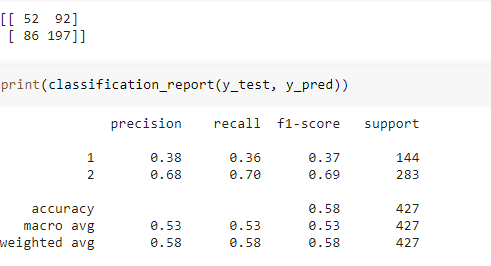 [[ 52  92]
 [ 86 197]]
print(classification_report(y_test, y_pred))
precision recall f1-score support
1 0.38 0.36 0.37 144
2 0.68 0.70 0.69 283
accuracy 0.58 427
macro avg 0.53 0.53 0.53 427
weighted avg 0.58 0.58 0.58 427